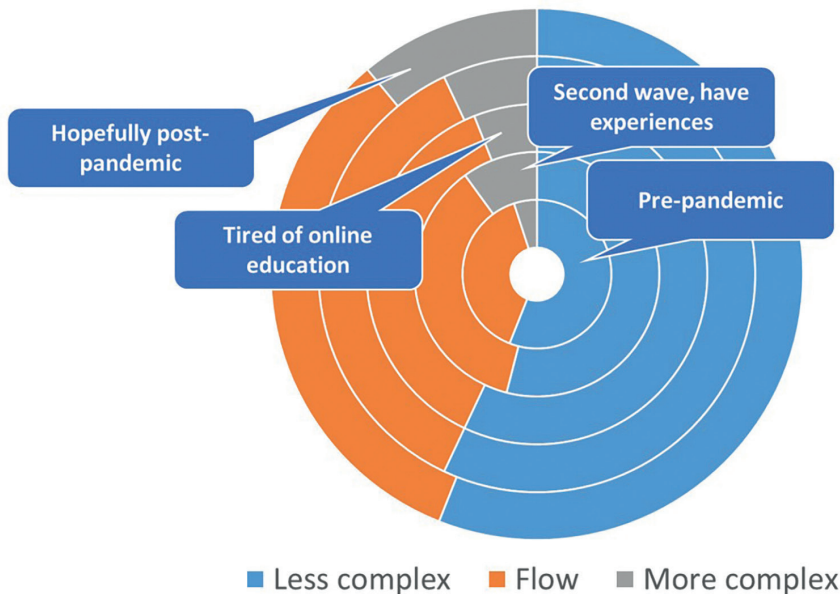 Hopefully post-
pandemic
Second wave, have
experiences
Pre-pandemic
Tired of online
education
Less complex
Flow
More complex